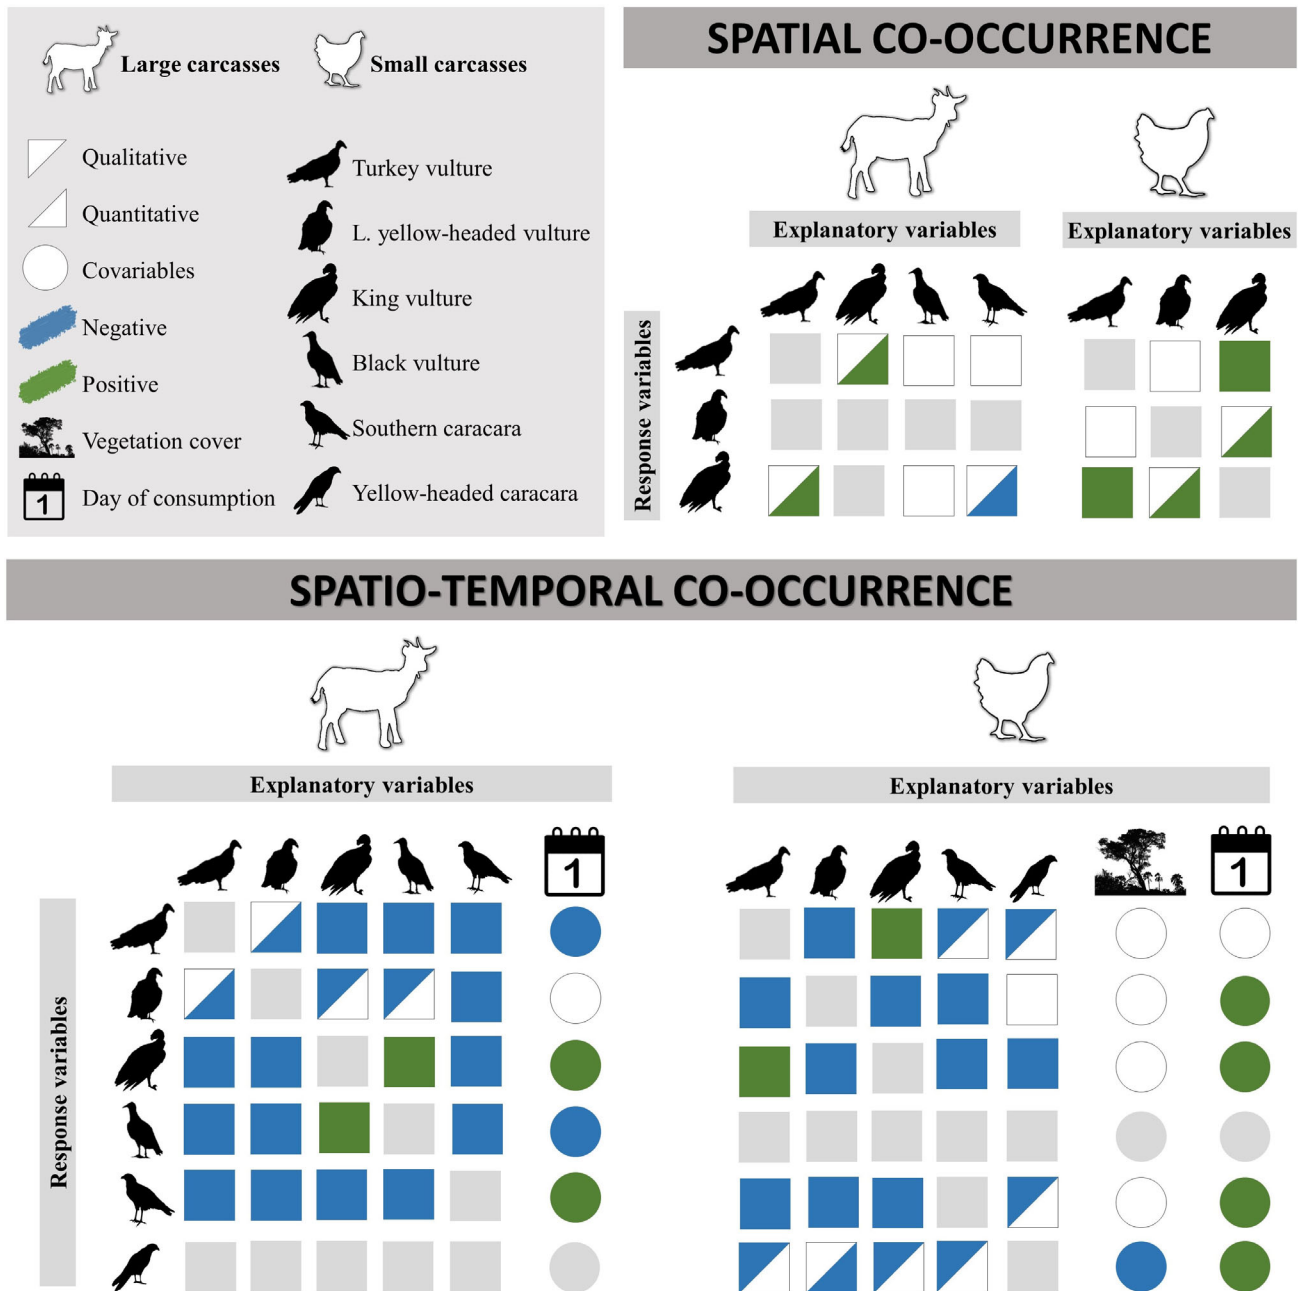 Large carcasses
Small carcasses
Qualitative
Quantitative
Covariables
Negative
Positive
Vegetation cover
1
Day of consumption
Turkey vulture
L. yellow-headed vulture
King vulture
Black vulture
Southern caracara
Yellow-headed caracara
SPATIAL CO-OCCURRENCE
Explanatory variables
Explanatory variables
Response variables
SPATIO-TEMPORAL CO-OCCURRENCE
Explanatory variables
Explanatory variables
1
1
Response variables